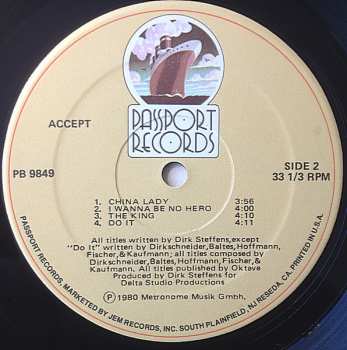 PASSPORT
RECORDS
ACCEPT
PB 9849
SIDE 2
33 1/3 RPM
1. CHINA LADY 3:56
2. I WANNA BE NO HERO 4:00
3. THE KING 4:10
4. DO IT 4:11
All titles written by Dirk Steffens,except
"Do It" written by Dirkschneider,Baltes,Hoffmann,
Fischer,& Kaufmann; all titles composed by
Dirkschneider,Baltes,Hoffmann,Fischer,&
Kaufmann. All titles published by Oktave
Produced by Dirk Steffens for
Delta Studio Productions
Ⓟ 1980 Metronome Musik Gmbh,
PASSPORT RECORDS, MARKETED BY JEM RECORDS, INC. SOUTH PLAINFIELD, NJ RESEDA, CA. PRINTED IN U.S.A.